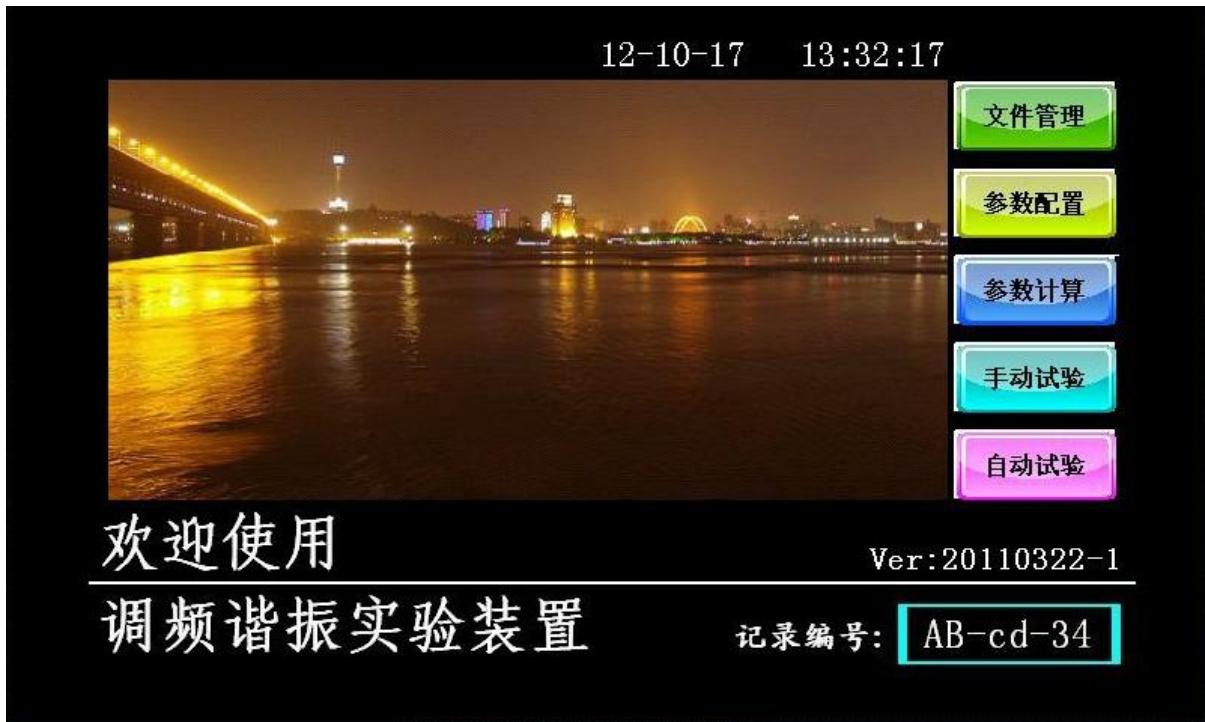 12-10-17 13:32:17
文件管理
参数配置
参数计算
手动试验
自动试验
欢迎使用
Ver:20110322-1
调频谐振实验装置
记录编号: AB-cd-34